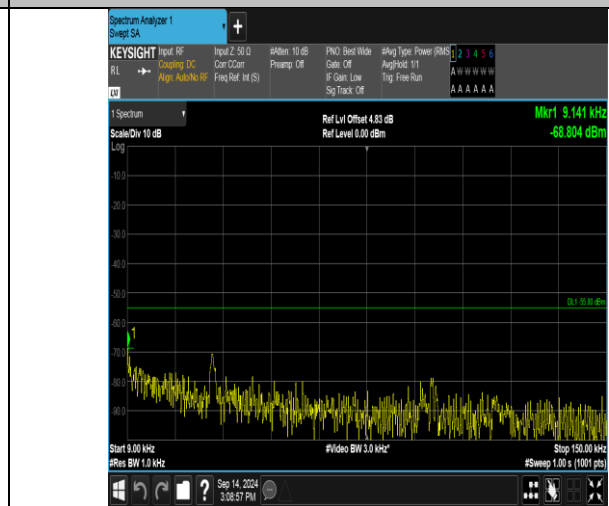 Spectrum Analyzer 1
Swept SA
+
KEYSIGHT Input: RF Input Z: 50 Ω #Atten: 10 dB PNO: Best Wide #Avg Type: Power (RMS 1 2 3 4 5 6
RL Coupling: DC Corr CCorr Preamp: Off Gate: Off Avg|Hold: 1/1 A W W W W W
Align: Auto/No RF Freq Ref: Int (S) IF Gain: Low Trig: Free Run
LXI Sig Track: Off A A A A A A
1 Spectrum Ref Lvl Offset 4.83 dB Mkr1 9.141 kHz
Scale/Div 10 dB Ref Level 0.00 dBm -68.804 dBm
Log
-10.0
-20.0
-30.0
-40.0
-50.0
DL1 -55.00 dBm
-60.0
1
-70.0
-80.0
-90.0
Start 9.00 kHz #Video BW 3.0 kHz* Stop 150.00 kHz
#Res BW 1.0 kHz #Sweep 1.00 s (1001 pts)
? Sep 14, 2024
3:08:57 PM